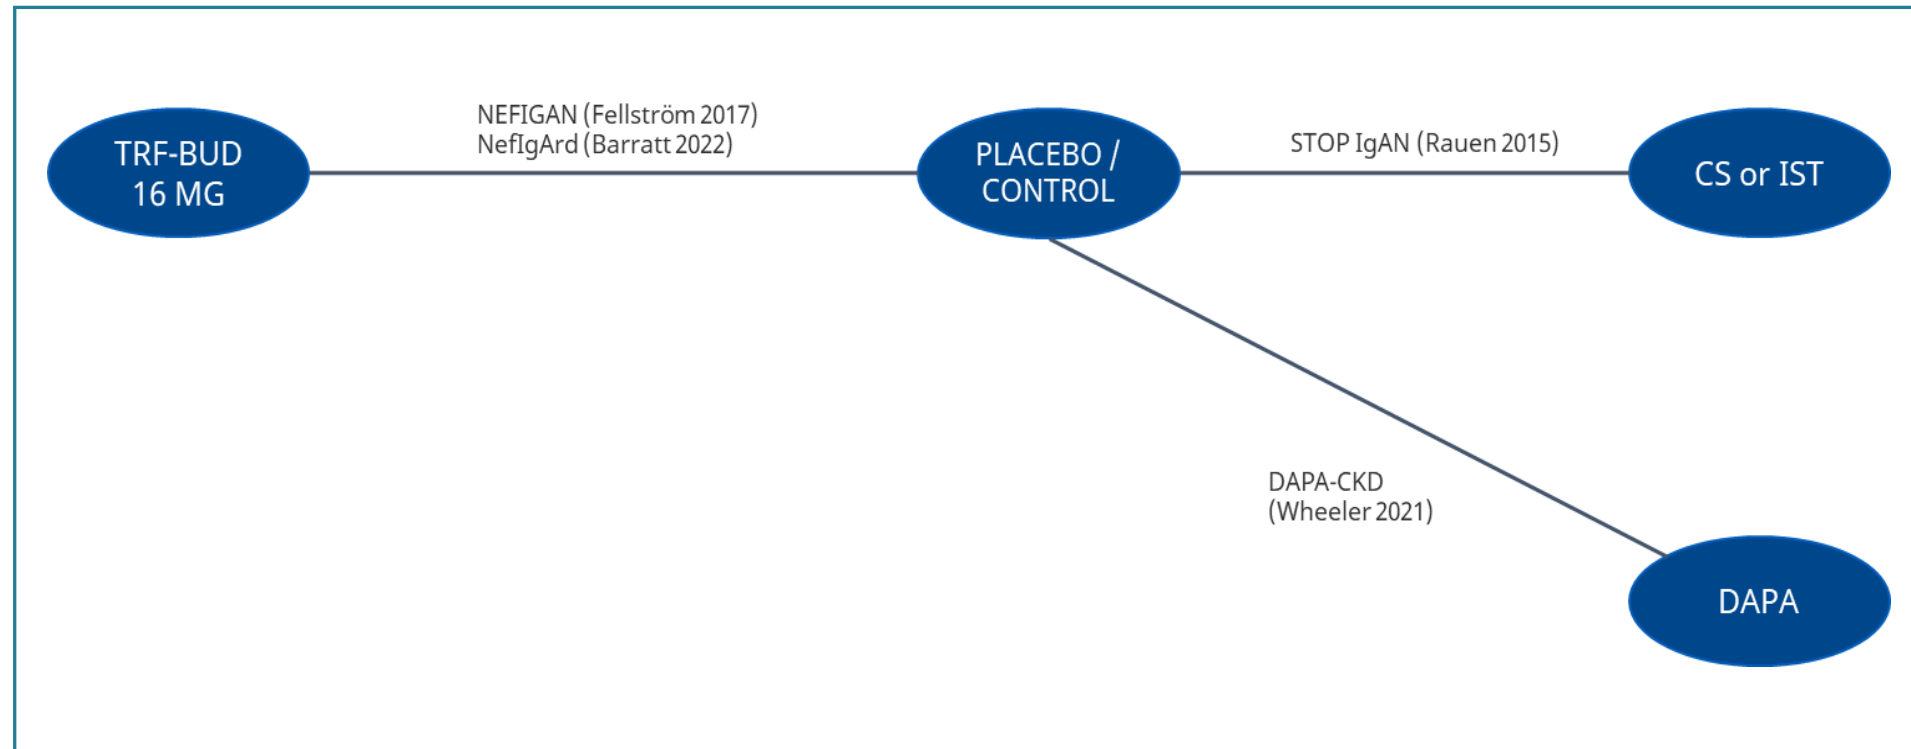 TRF-BUD
16 MG
NEFIGAN (Fellström 2017)
NefIgArd (Barratt 2022)
PLACEBO /
CONTROL
STOP IgAN (Rauen 2015)
CS or IST
DAPA-CKD
(Wheeler 2021)
DAPA